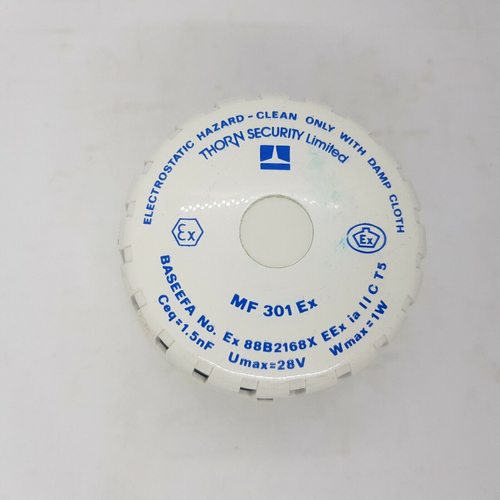 ELECTROSTATIC HAZARD - CLEAN ONLY WITH DAMP CLOTH
THORN SECURITY Limited
Ex
Ex
MF 301 Ex
BASEEFA No. Ex 88B2168X EEx ia II C T5
Ceq=1.5nF Umax=28V Wmax=1W